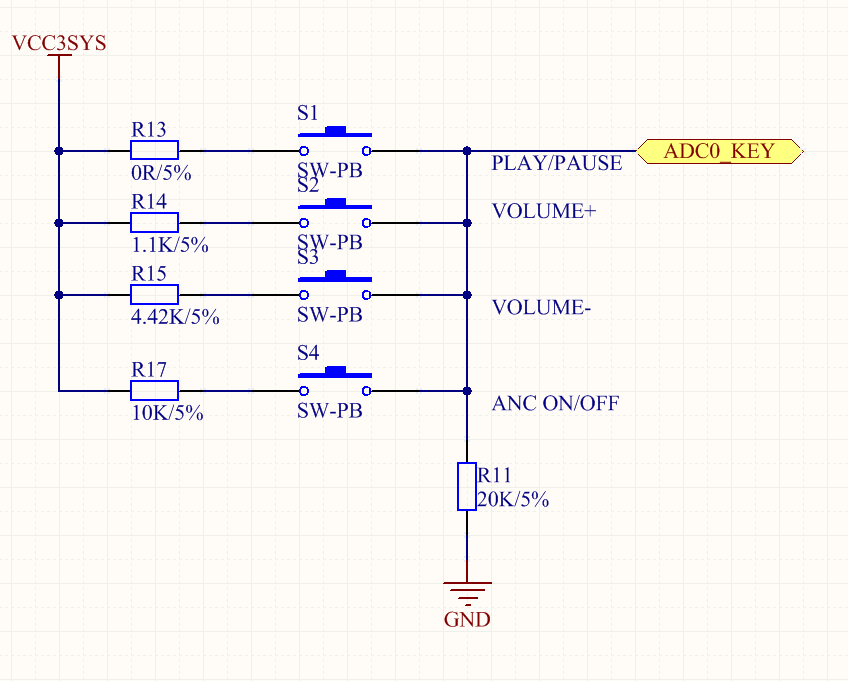 VCC3SYS
S1
R13
ADC0_KEY
PLAY/PAUSE
0R/5%
SW-PB
S2
R14
VOLUME+
1.1K/5%
SW-PB
S3
R15
VOLUME-
4.42K/5%
SW-PB
S4
R17
ANC ON/OFF
10K/5%
SW-PB
R11
20K/5%
GND